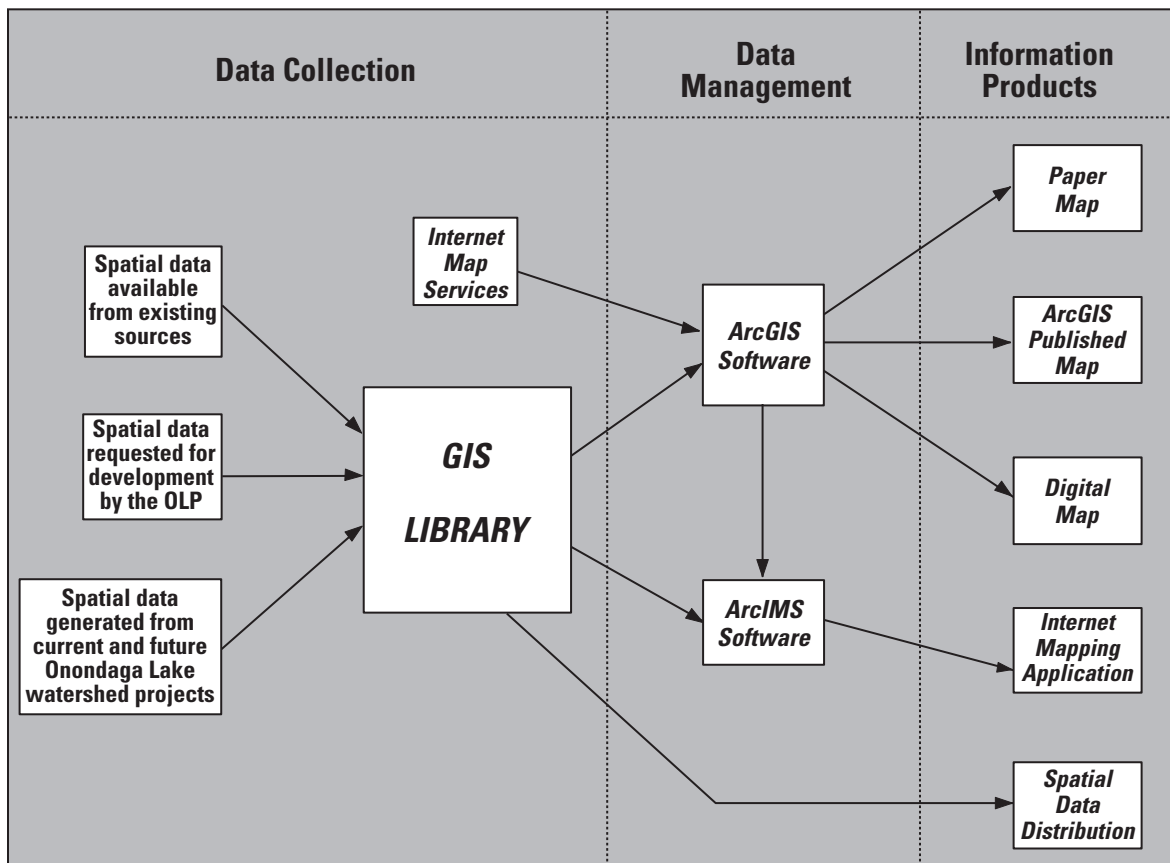 Data Collection
Data
Management
Information
Products
Spatial data
available
from existing
sources
Spatial data
requested for
development
by the OLP
Spatial data
generated from
current and future
Onondaga Lake
watershed projects
Internet
Map
Services
GIS
LIBRARY
ArcGIS
Software
ArcIMS
Software
Paper
Map
ArcGIS
Published
Map
Digital
Map
Internet
Mapping
Application
Spatial
Data
Distribution